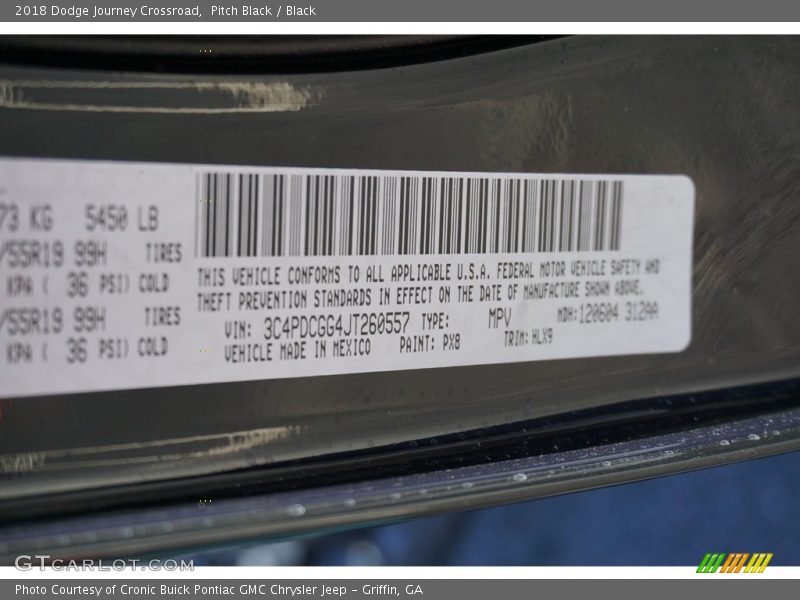 2018 Dodge Journey Crossroad, Pitch Black / Black
73 KG 5450 LB
/55R19 99H TIRES
KPA ( 36 PSI) COLD
/55R19 99H TIRES
KPA ( 36 PSI) COLD
THIS VEHICLE CONFORMS TO ALL APPLICABLE U.S.A. FEDERAL MOTOR VEHICLE SAFETY AND
THEFT PREVENTION STANDARDS IN EFFECT ON THE DATE OF MANUFACTURE SHOWN ABOVE.
VIN: 3C4PDCGG4JT260557 TYPE: MPV MDH: 120604 312AA
VEHICLE MADE IN MEXICO PAINT: PX8 TRIM: HLX9
GTCARLOT.COM
Photo Courtesy of Cronic Buick Pontiac GMC Chrysler Jeep - Griffin, GA